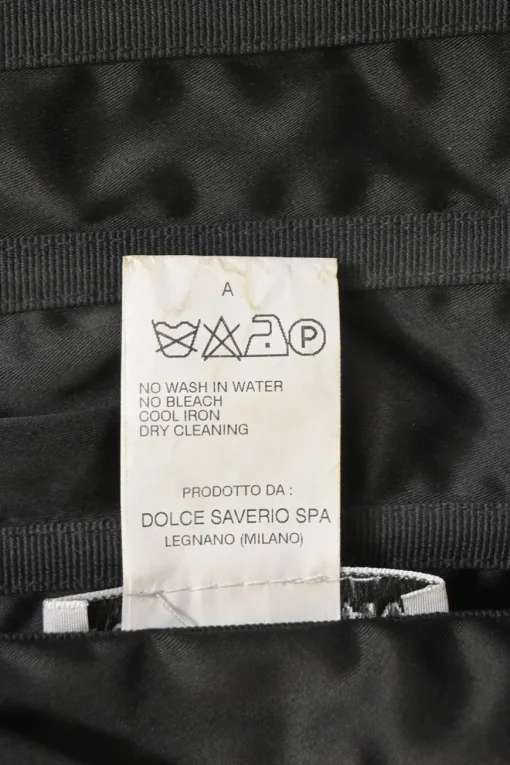 A
P
NO WASH IN WATER
NO BLEACH
COOL IRON
DRY CLEANING
PRODOTTO DA :
DOLCE SAVERIO SPA
LEGNANO (MILANO)